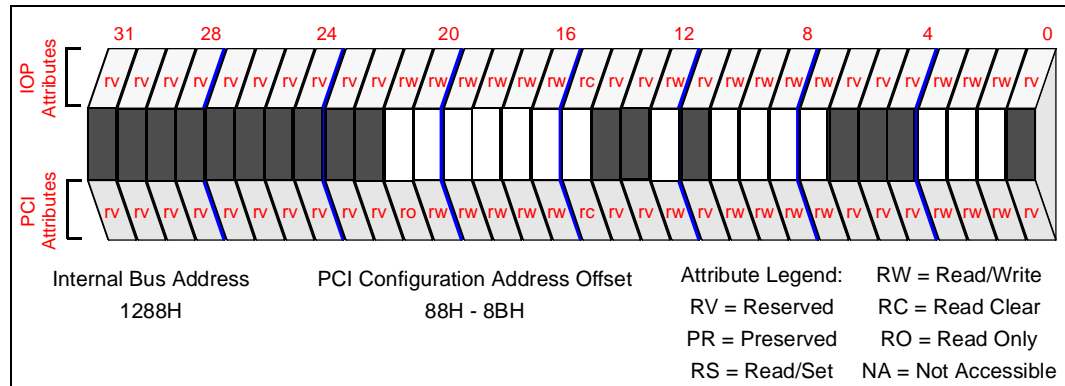 31 28 24 20 16 12 8 4 0
IOP Attributes
rv rv rv rv rv rv rv rv rv rv rw rw rw rw rw rw rc rv rv rw rv rw rw rw rw rv rv rv rw rw rw rv
PCI Attributes
rv rv rv rv rv rv rv rv rv rv ro rw rw rw rw rw rc rv rv rw rv rw rw rw rw rv rv rv rw rw rw rv
Internal Bus Address
1288H
PCI Configuration Address Offset
88H - 8BH
Attribute Legend:
RV = Reserved
PR = Preserved
RS = Read/Set
RW = Read/Write
RC = Read Clear
RO = Read Only
NA = Not Accessible